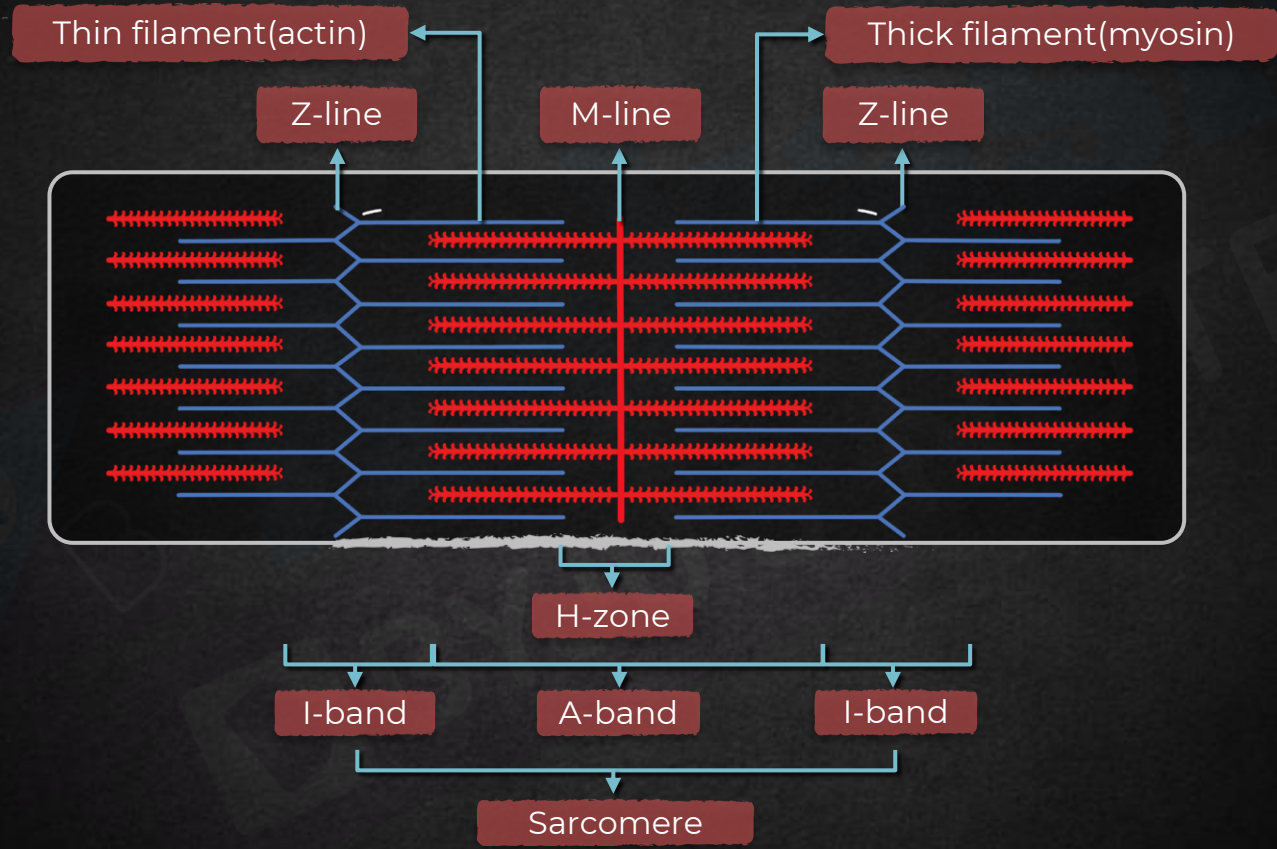 Thin filament(actin)
Thick filament(myosin)
Z-line
M-line
Z-line
H-zone
I-band
A-band
I-band
Sarcomere